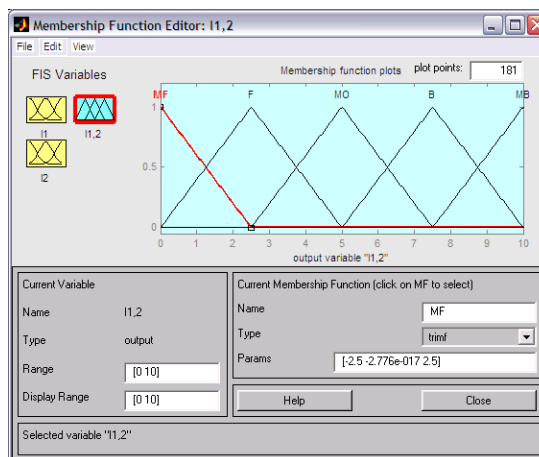 Membership Function Editor: I1,2
File Edit View
FIS Variables
Membership function plots plot points: 181
I1 I1,2
I2
MF F MO B MB
1
0.5
0
0 1 2 3 4 5 6 7 8 9 10
output variable "I1,2"
Current Variable
Name I1,2
Type output
Range [0 10]
Display Range [0 10]
Current Membership Function (click on MF to select)
Name MF
Type trimf
Params [-2.5 -2.776e-017 2.5]
Help Close
Selected variable "I1,2"